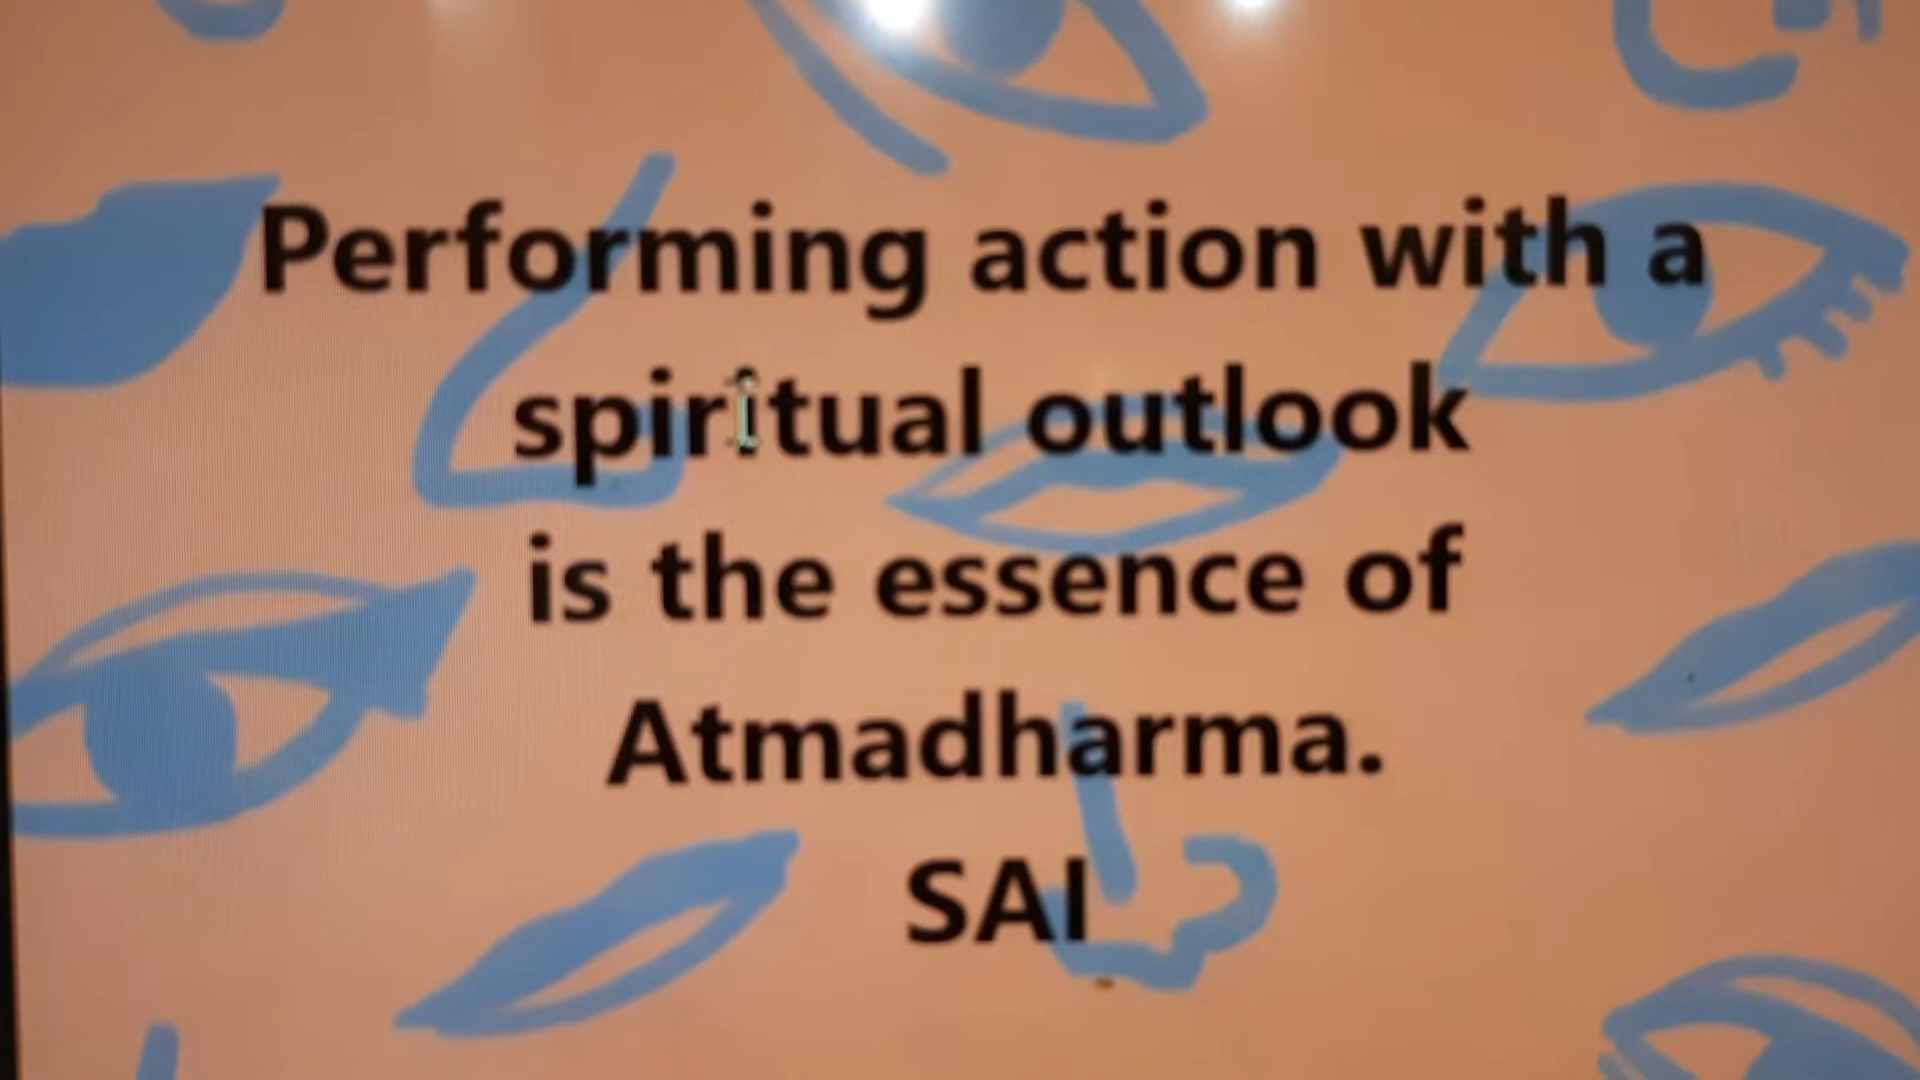 Performing action with a
spiritual outlook
is the essence of
Atmadharma.
SAI